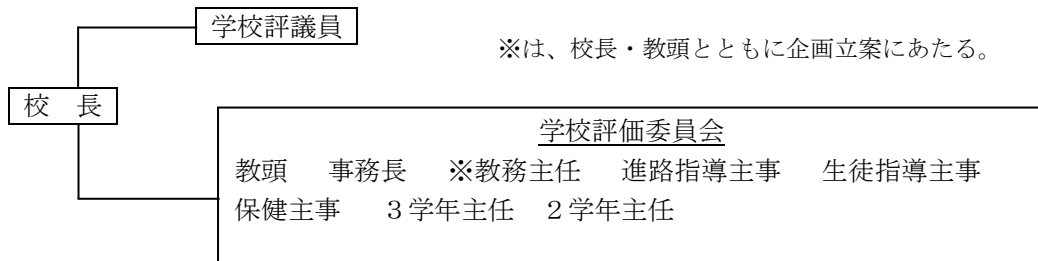 学校評議員
※は、校長・教頭とともに企画立案にあたる。
校　長
学校評価委員会
教頭　事務長　※教務主任　進路指導主事　生徒指導主事
保健主事　３学年主任　２学年主任